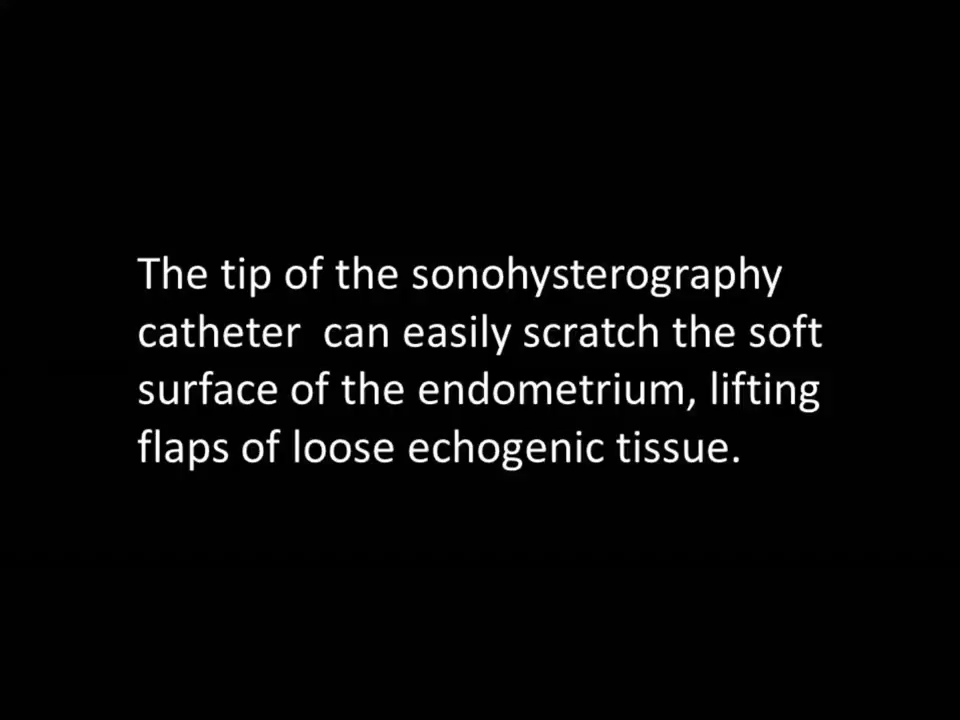 The tip of the sonohysterography
catheter  can easily scratch the soft
surface of the endometrium, lifting
flaps of loose echogenic tissue.